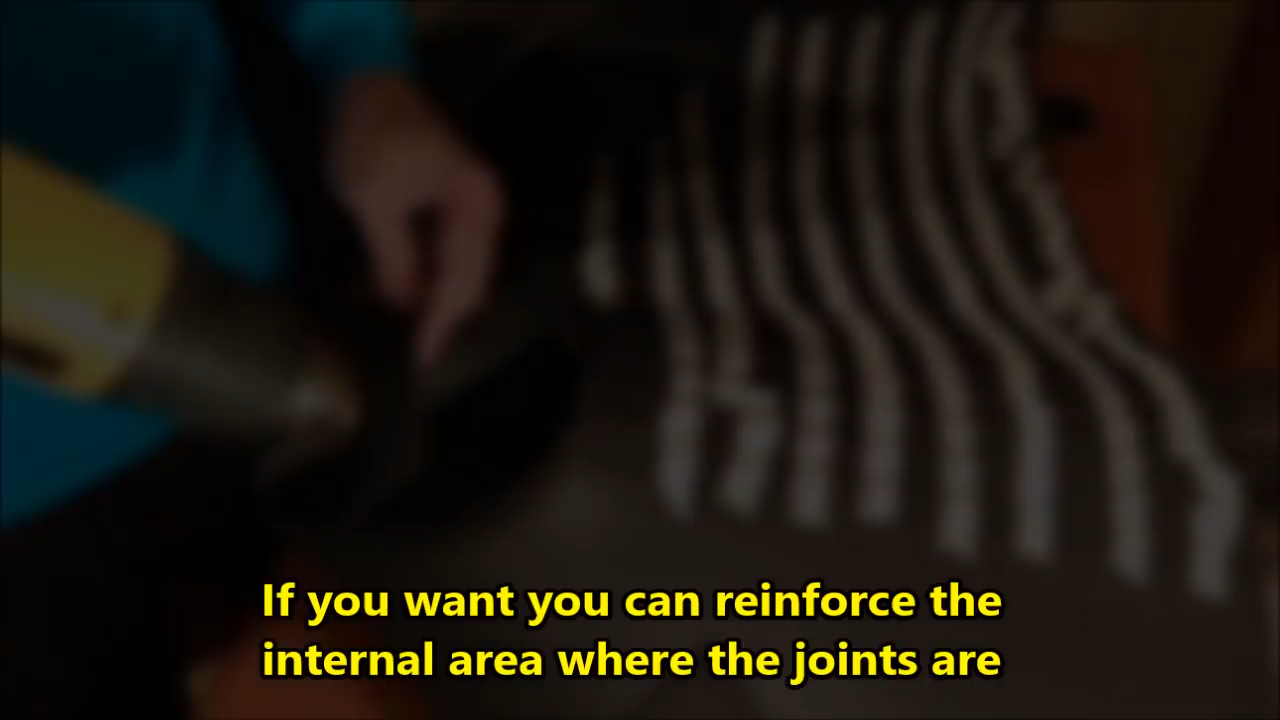 If you want you can reinforce the
internal area where the joints are